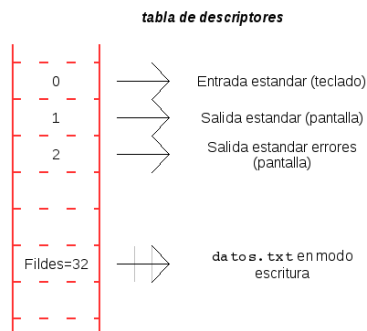 tabla de descriptores
0
Entrada estandar (teclado)
1
Salida estandar (pantalla)
2
Salida estandar errores
(pantalla)
Fildes=32
datos.txt en modo
escritura